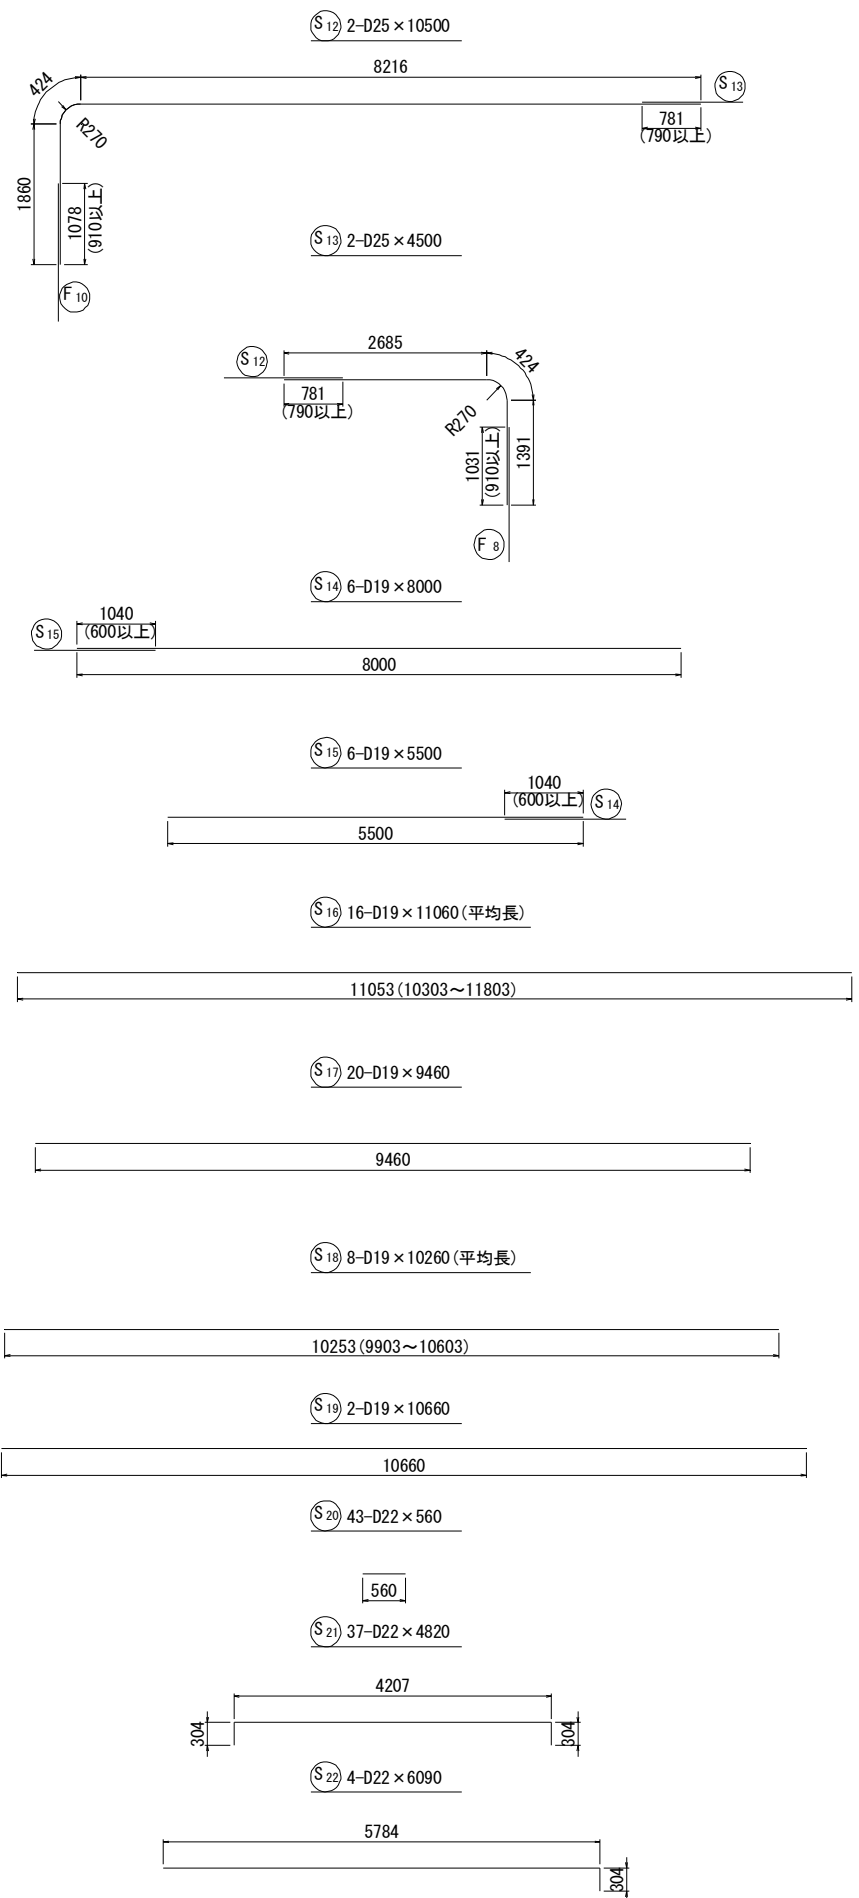 S12 2-D25×10500
8216
424
R270
S13
781
(790以上)
1860
1078
(910以上)
F10
S13 2-D25×4500
S12
2685
424
781
(790以上)
R270
1031
(910以上)
1391
F8
S14 6-D19×8000
S15
1040
(600以上)
8000
S15 6-D19×5500
1040
(600以上)
S14
5500
S16 16-D19×11060(平均長)
11053(10303～11803)
S17 20-D19×9460
9460
S18 8-D19×10260(平均長)
10253(9903～10603)
S19 2-D19×10660
10660
S20 43-D22×560
560
S21 37-D22×4820
4207
304
304
S22 4-D22×6090
5784
304